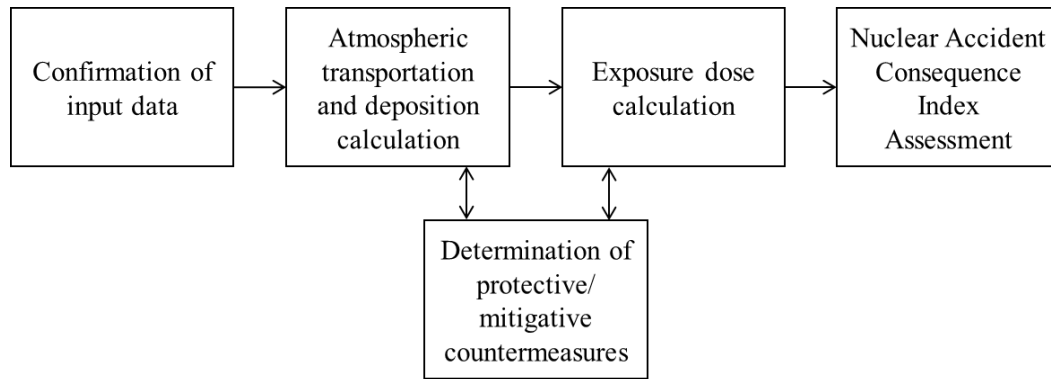 Confirmation of
input data
Atmospheric
transportation
and deposition
calculation
Exposure dose
calculation
Nuclear Accident
Consequence
Index
Assessment
Determination of
protective/
mitigative
countermeasures